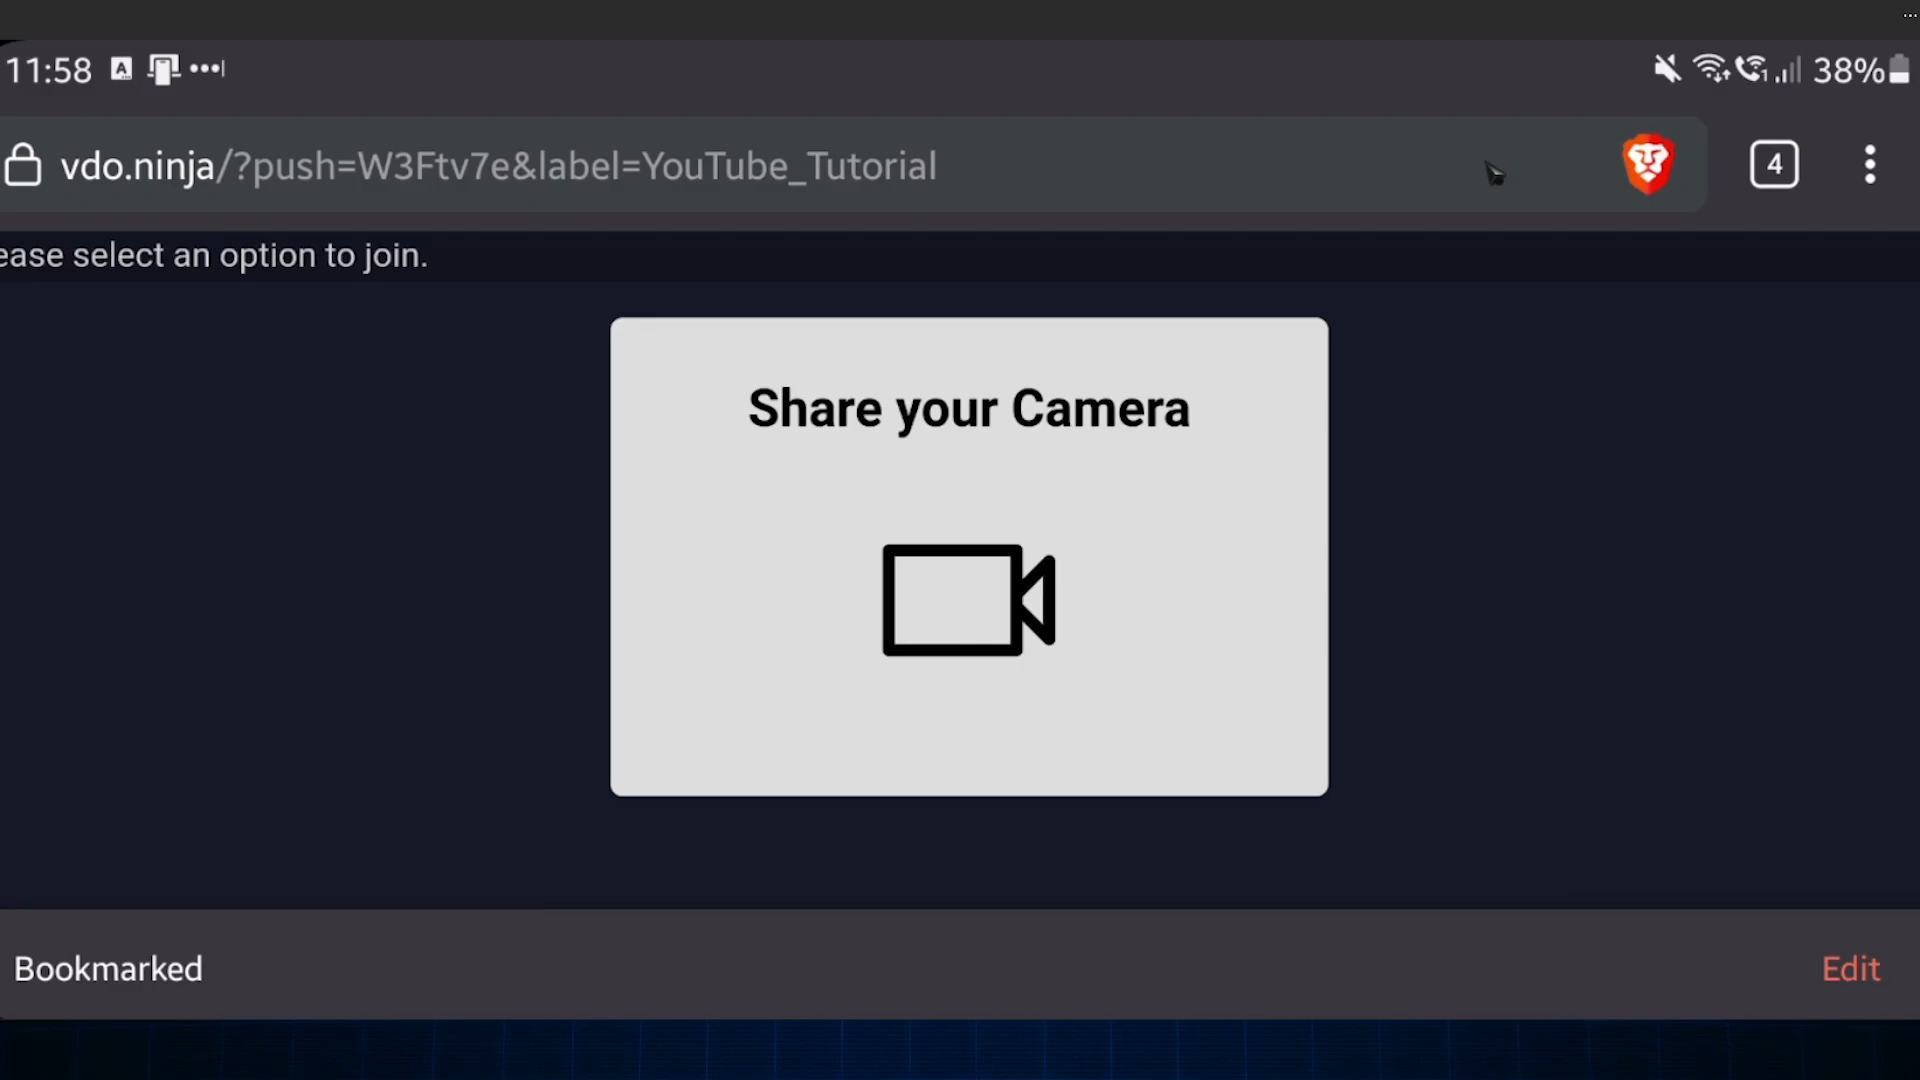 11:58
38%
vdo.ninja/?push=W3Ftv7e&label=YouTube_Tutorial
4
ease select an option to join.
Share your Camera
Bookmarked
Edit